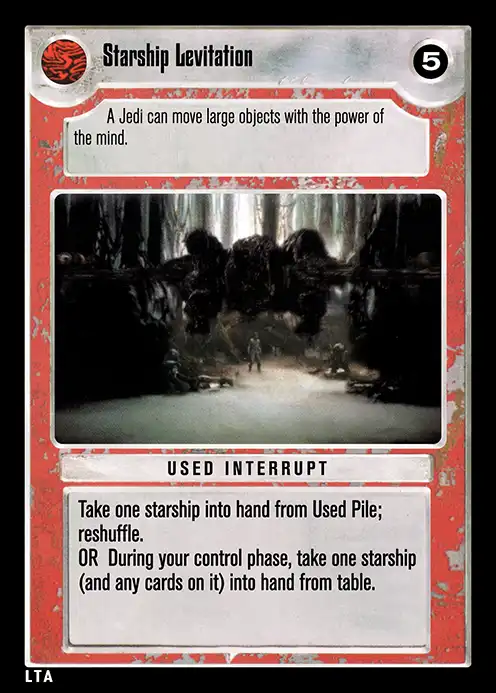 Starship Levitation
5
A Jedi can move large objects with the power of
the mind.
USED INTERRUPT
Take one starship into hand from Used Pile;
reshuffle.
OR  During your control phase, take one starship
(and any cards on it) into hand from table.
LTA